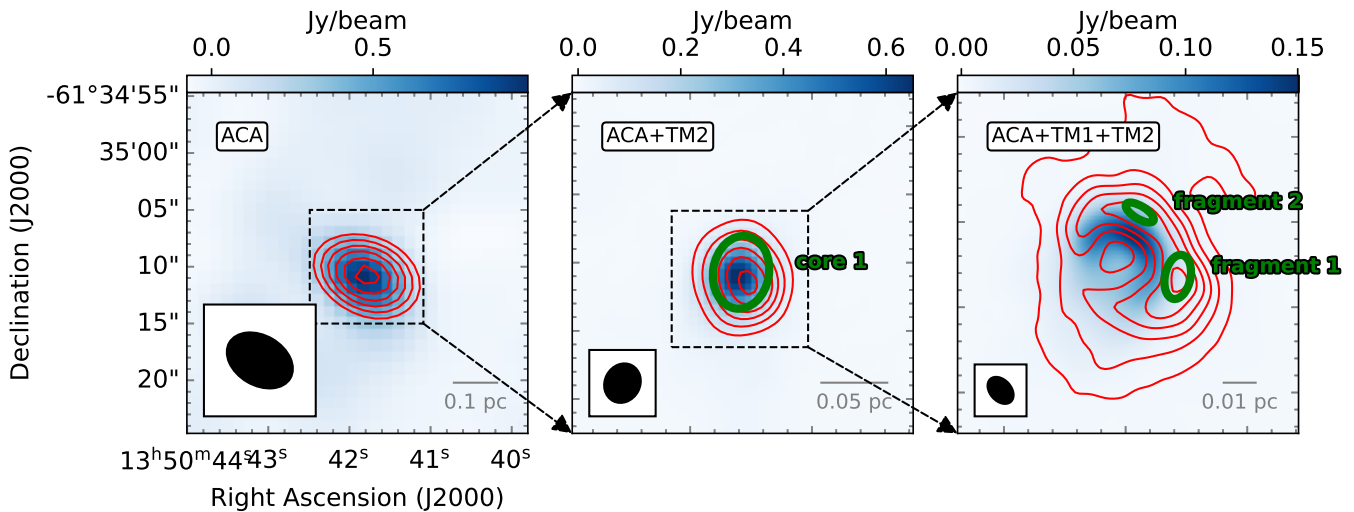 Jy/beam Jy/beam Jy/beam
0.0 0.5 0.0 0.2 0.4 0.6 0.00 0.05 0.10 0.15
-61°34'55"
ACA ACA+TM2 ACA+TM1+TM2
35'00"
05"
fragment 2
10" core 1 fragment 1
15"
20"
0.1 pc 0.05 pc 0.01 pc
13ʰ50ᵐ44ˢ 43ˢ 42ˢ 41ˢ 40ˢ
Right Ascension (J2000)
Declination (J2000)